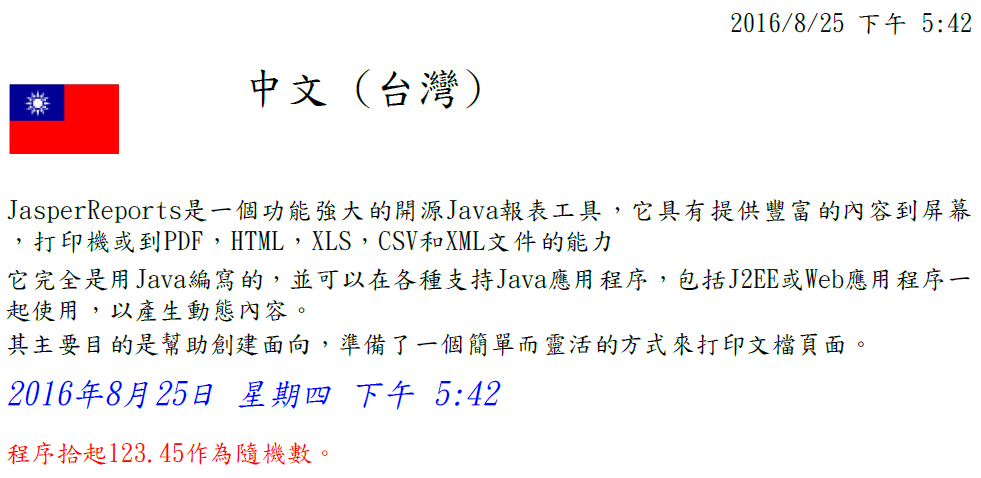 2016/8/25 下午 5:42
中文（台灣）
JasperReports是一個功能強大的開源Java報表工具，它具有提供豐富的內容到屏幕
，打印機或到PDF，HTML，XLS，CSV和XML文件的能力
它完全是用Java編寫的，並可以在各種支持Java應用程序，包括J2EE或Web應用程序一
起使用，以產生動態內容。
其主要目的是幫助創建面向，準備了一個簡單而靈活的方式來打印文檔頁面。
2016年8月25日 星期四 下午 5:42
程序拾起123.45作為隨機數。